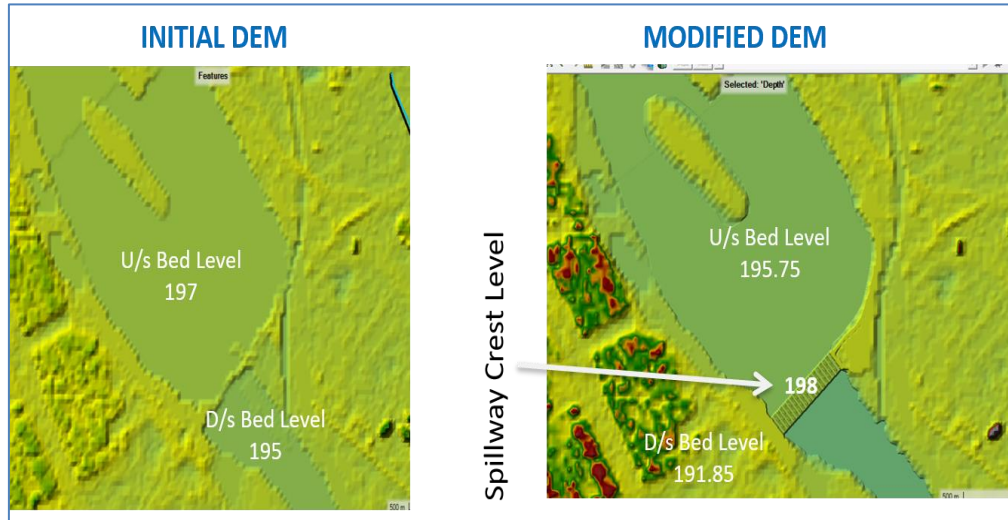 INITIAL DEM
MODIFIED DEM
Features
U/s Bed Level
197
D/s Bed Level
195
500 m
Selected: 'Depth'
U/s Bed Level
195.75
Spillway Crest Level
198
D/s Bed Level
191.85
500 m